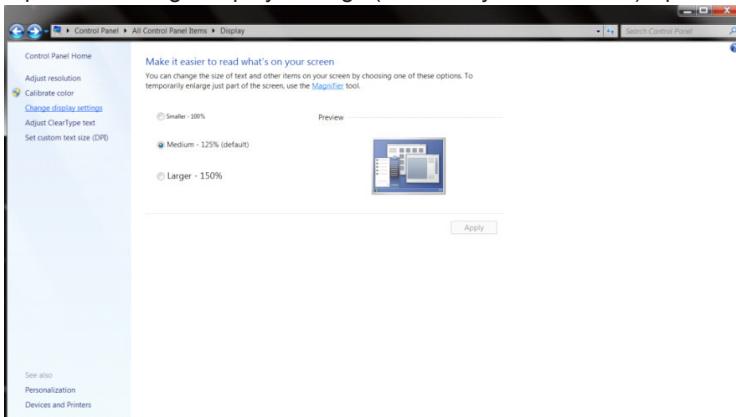 Control Panel ▸ All Control Panel Items ▸ Display
Search Control Panel
Control Panel Home
Adjust resolution
Calibrate color
Change display settings
Adjust ClearType text
Set custom text size (DPI)
Make it easier to read what's on your screen
You can change the size of text and other items on your screen by choosing one of these options. To
temporarily enlarge just part of the screen, use the Magnifier tool.
Smaller - 100%
Preview
Medium - 125% (default)
Larger - 150%
Apply
See also
Personalization
Devices and Printers